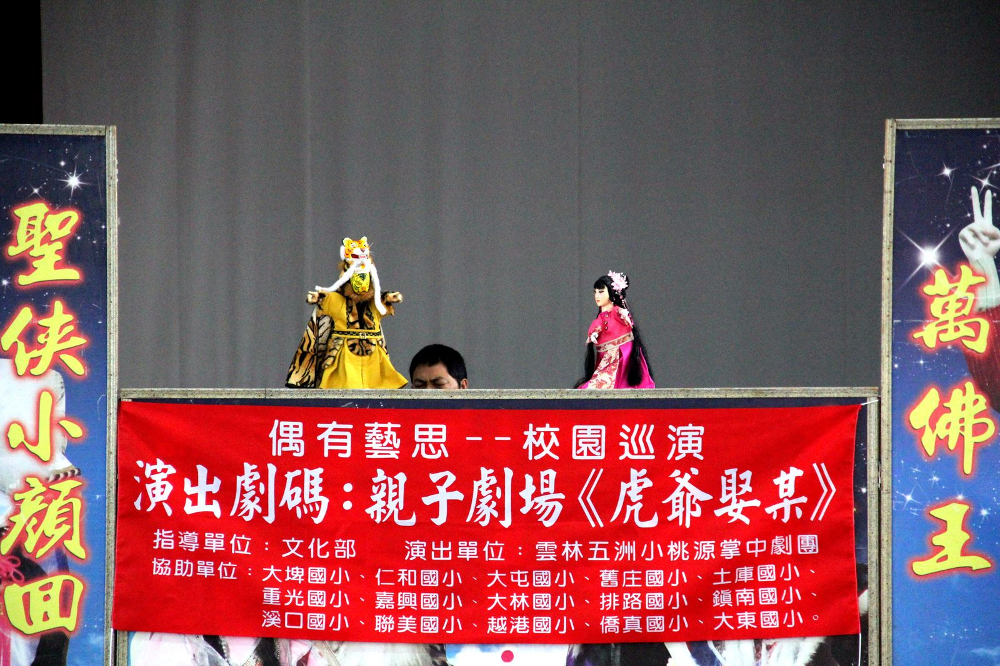 聖俠小顏回
偶有藝思--校園巡演
演出劇碼：親子劇場《虎爺娶某》
指導單位：文化部　演出單位：雲林五洲小桃源掌中劇團
協助單位：大埤國小、仁和國小、大屯國小、舊庄國小、土庫國小、
重光國小、嘉興國小、大林國小、排路國小、鎮南國小、
溪口國小、聯美國小、越港國小、僑真國小、大東國小。
萬佛王